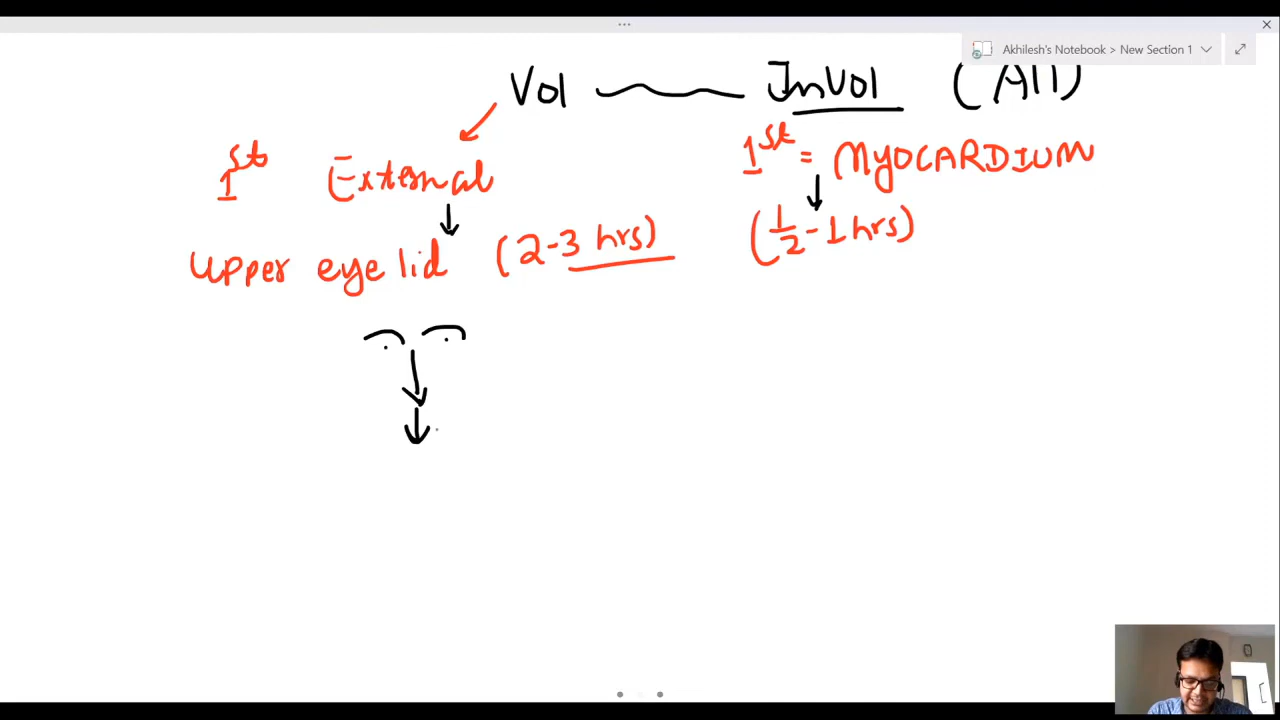 Akhilesh's Notebook > New Section 1
Vol InVol (All)
1st External
1st = MYOCARDIUM
Upper eye lid (2-3 hrs)
(1/2 - 1 hrs)